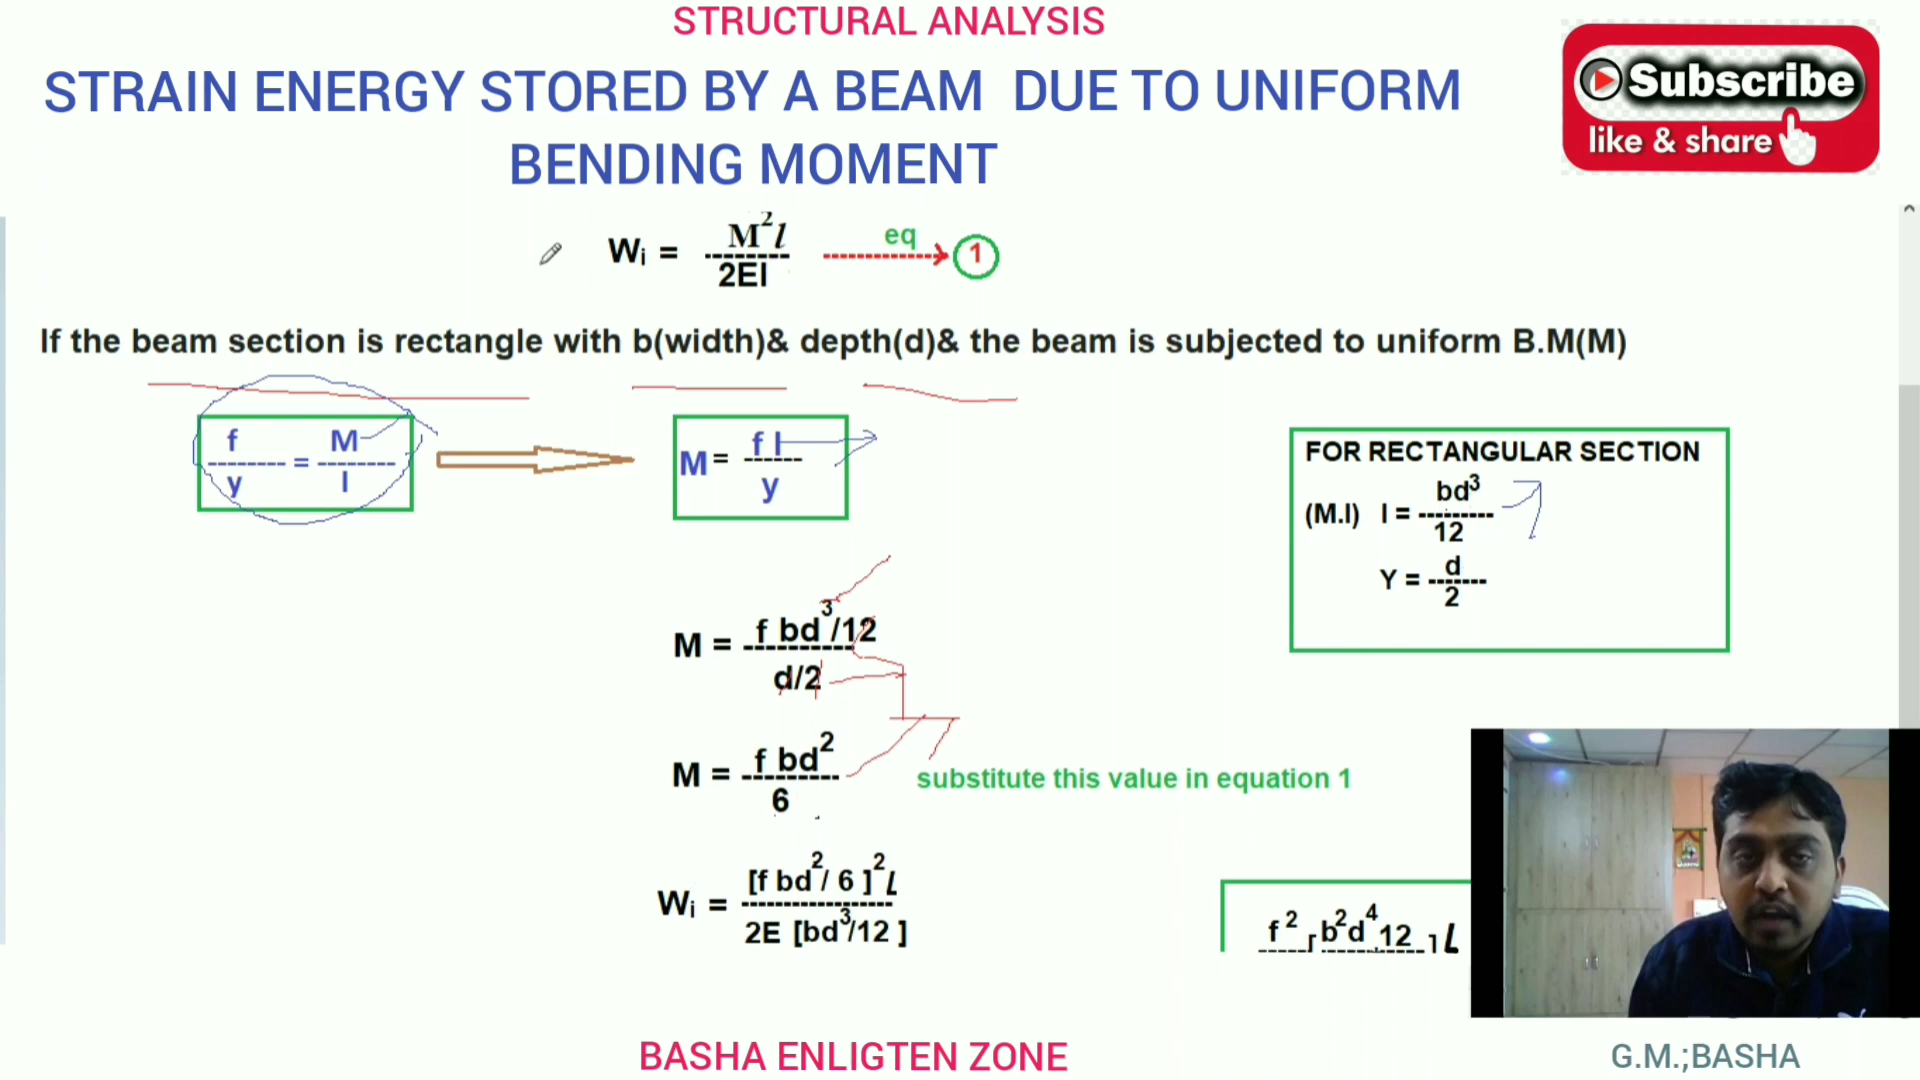 STRUCTURAL ANALYSIS
STRAIN ENERGY STORED BY A BEAM DUE TO UNIFORM
BENDING MOMENT
Subscribe
like & share
Wᵢ = M²l / 2EI eq 1
If the beam section is rectangle with b(width)& depth(d)& the beam is subjected to uniform B.M(M)
f / y = M / I
M = f I / y
FOR RECTANGULAR SECTION
(M.I) I = bd³ / 12
Y = d / 2
M = f bd³/12 / d/2
M = f bd² / 6
substitute this value in equation 1
Wᵢ = [f bd²/ 6 ]² L / 2E [bd³/12 ]
f² [ b²d⁴ 12 ] L
BASHA ENLIGTEN ZONE
G.M.;BASHA